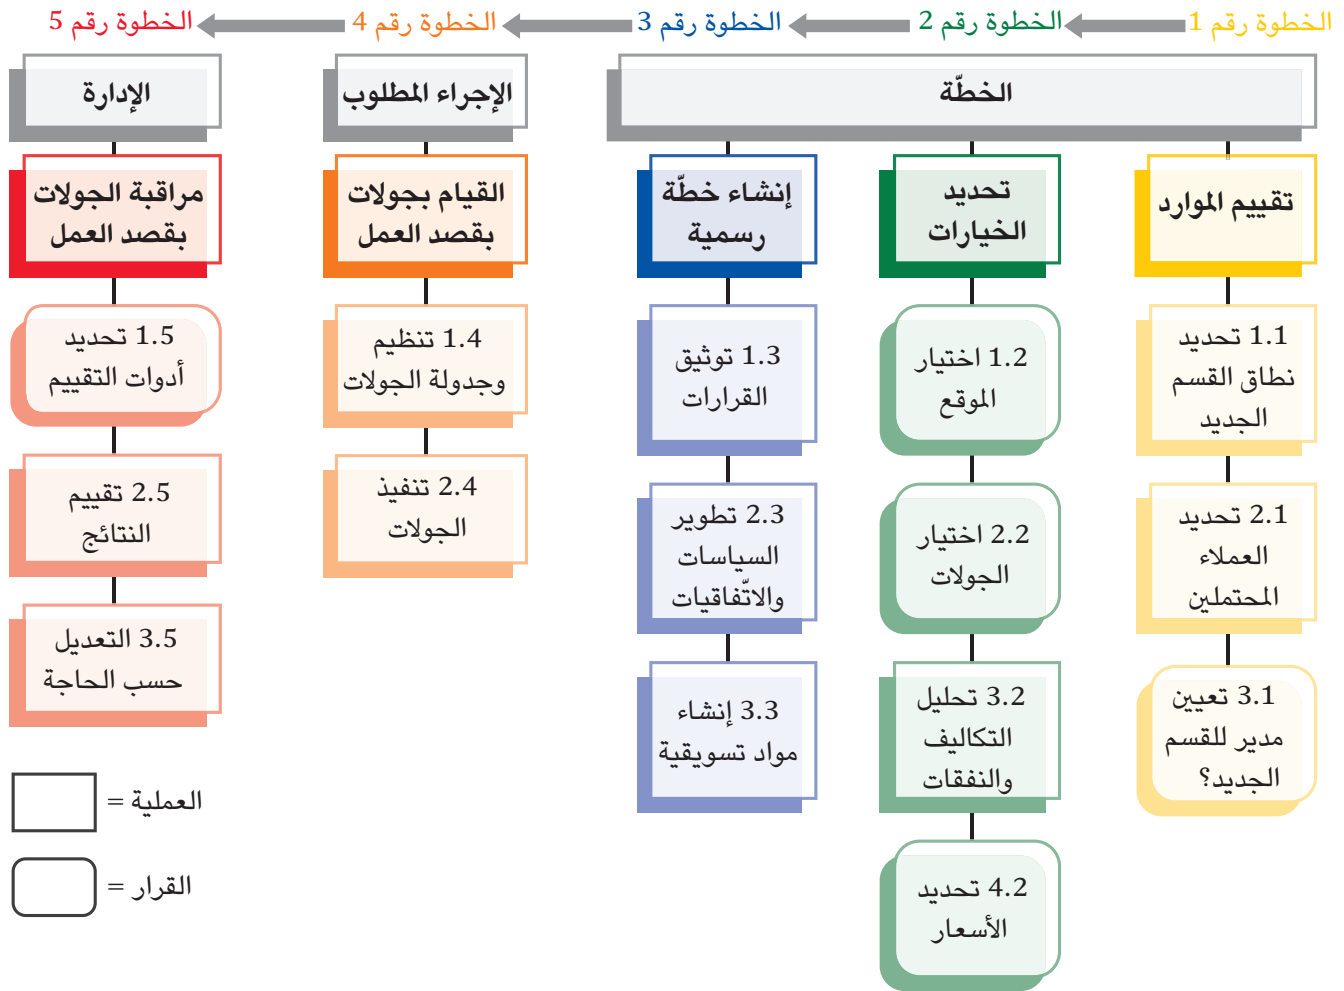 الخطوة رقم 1
الخطوة رقم 2
الخطوة رقم 3
الخطوة رقم 4
الخطوة رقم 5
الخطّة
الإجراء المطلوب
الإدارة
تقييم الموارد
1.1 تحديد
نطاق القسم
الجديد
2.1 تحديد
العملاء
المحتملين
3.1 تعيين
مدير للقسم
الجديد؟
تحديد
الخيارات
1.2 اختيار
الموقع
2.2 اختيار
الجولات
3.2 تحليل
التكاليف
والنفقات
4.2 تحديد
الأسعار
إنشاء خطّة
رسمية
1.3 توثيق
القرارات
2.3 تطوير
السياسات
والاتّفاقيات
3.3 إنشاء
مواد تسويقية
القيام بجولات
بقصد العمل
1.4 تنظيم
وجدولة الجولات
2.4 تنفيذ
الجولات
مراقبة الجولات
بقصد العمل
1.5 تحديد
أدوات التقييم
2.5 تقييم
النتائج
3.5 التعديل
حسب الحاجة
العملية =
القرار =